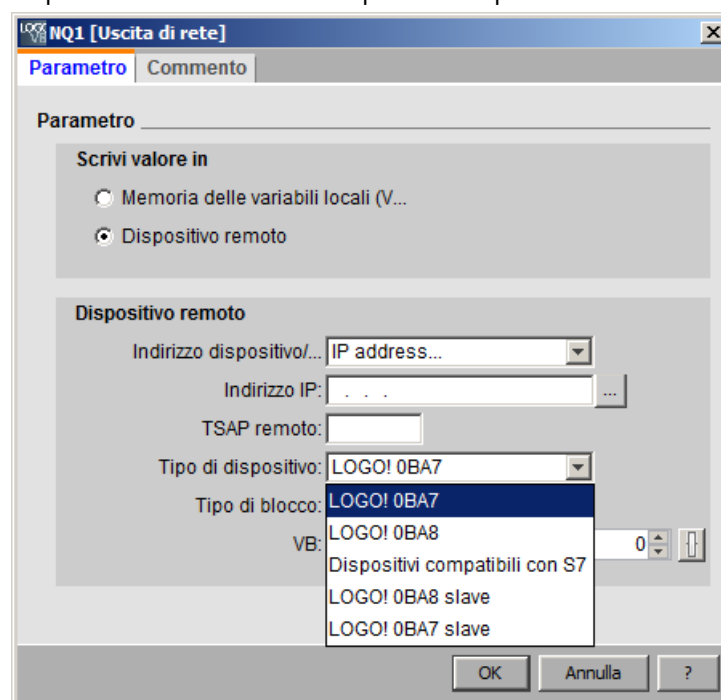 NQ1 [Uscita di rete]
Parametro Commento
Parametro
Scrivi valore in
Memoria delle variabili locali (V...
Dispositivo remoto
Dispositivo remoto
Indirizzo dispositivo/... IP address...
Indirizzo IP: . . . ...
TSAP remoto:
Tipo di dispositivo: LOGO! 0BA7
Tipo di blocco: LOGO! 0BA7
LOGO! 0BA8
VB: 0
Dispositivi compatibili con S7
LOGO! 0BA8 slave
LOGO! 0BA7 slave
OK Annulla ?